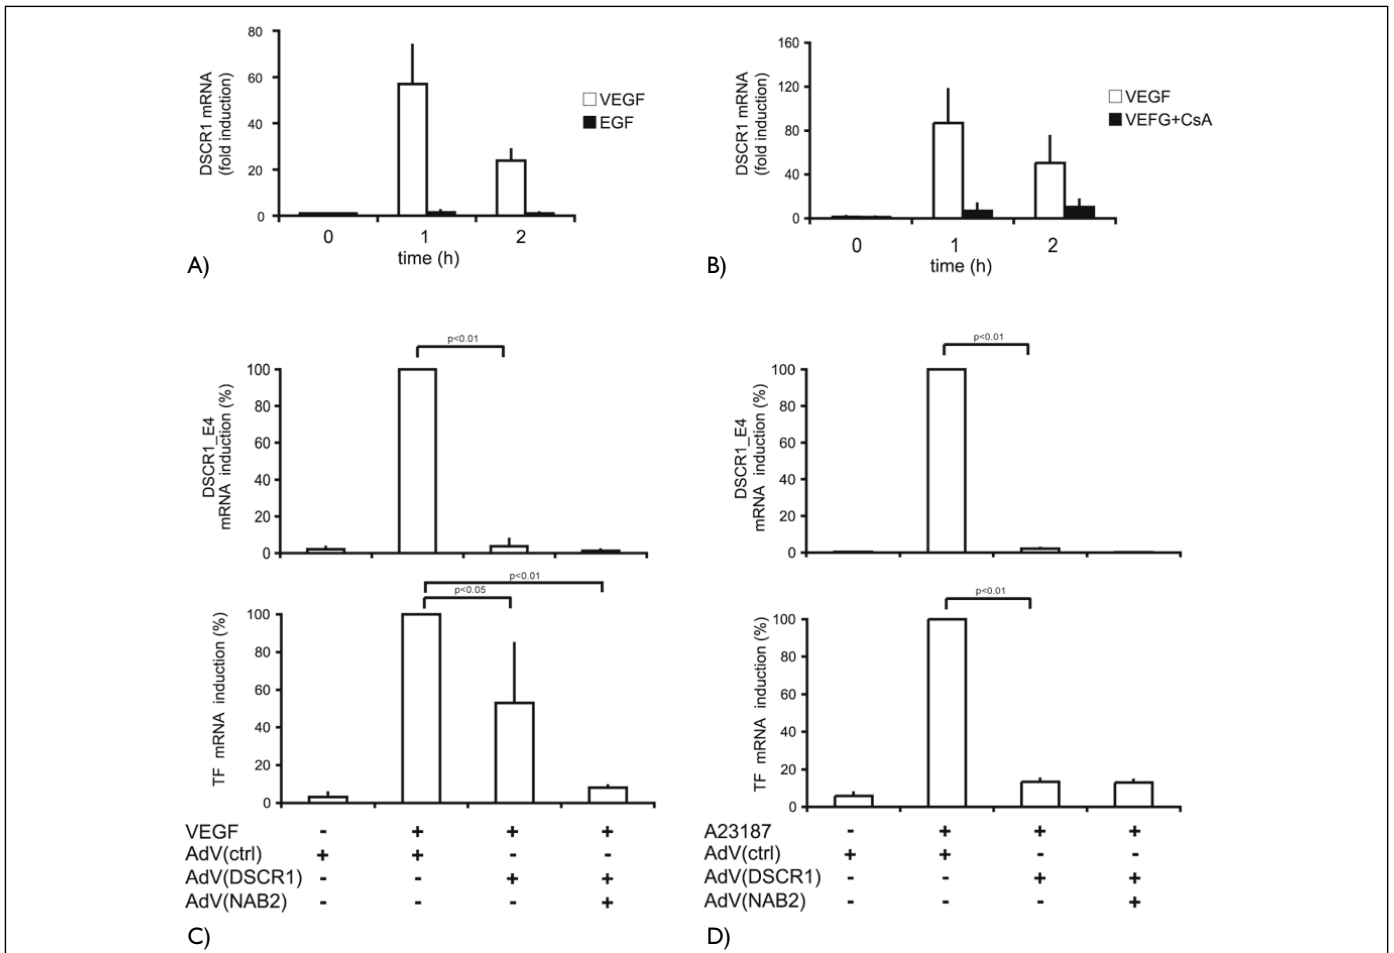 80
60
40
20
0
DSCR1 mRNA
(fold induction)
VEGF
EGF
0 1 2
time (h)
A)
160
120
80
40
0
DSCR1 mRNA
(fold induction)
VEGF
VEFG+CsA
0 1 2
time (h)
B)
p<0.01
100
80
60
40
20
0
DSCR1_E4
mRNA induction (%)
p<0.01
p<0.05
100
80
60
40
20
0
TF mRNA induction (%)
VEGF - + + +
AdV(ctrl) + + - -
AdV(DSCR1) - - + +
AdV(NAB2) - - - +
C)
p<0.01
100
80
60
40
20
0
DSCR1_E4
mRNA induction (%)
p<0.01
100
80
60
40
20
0
TF mRNA induction (%)
A23187 - + + +
AdV(ctrl) + + - -
AdV(DSCR1) - - + +
AdV(NAB2) - - - +
D)